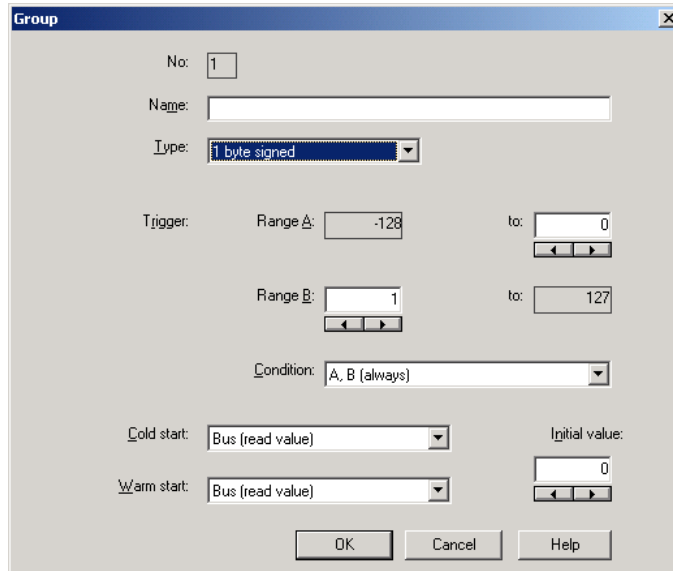 Group
No: 1
Name:
Type: 1 byte signed
Trigger: Range A: -128 to: 0
Range B: 1 to: 127
Condition: A, B (always)
Cold start: Bus (read value) Initial value:
0
Warm start: Bus (read value)
OK Cancel Help